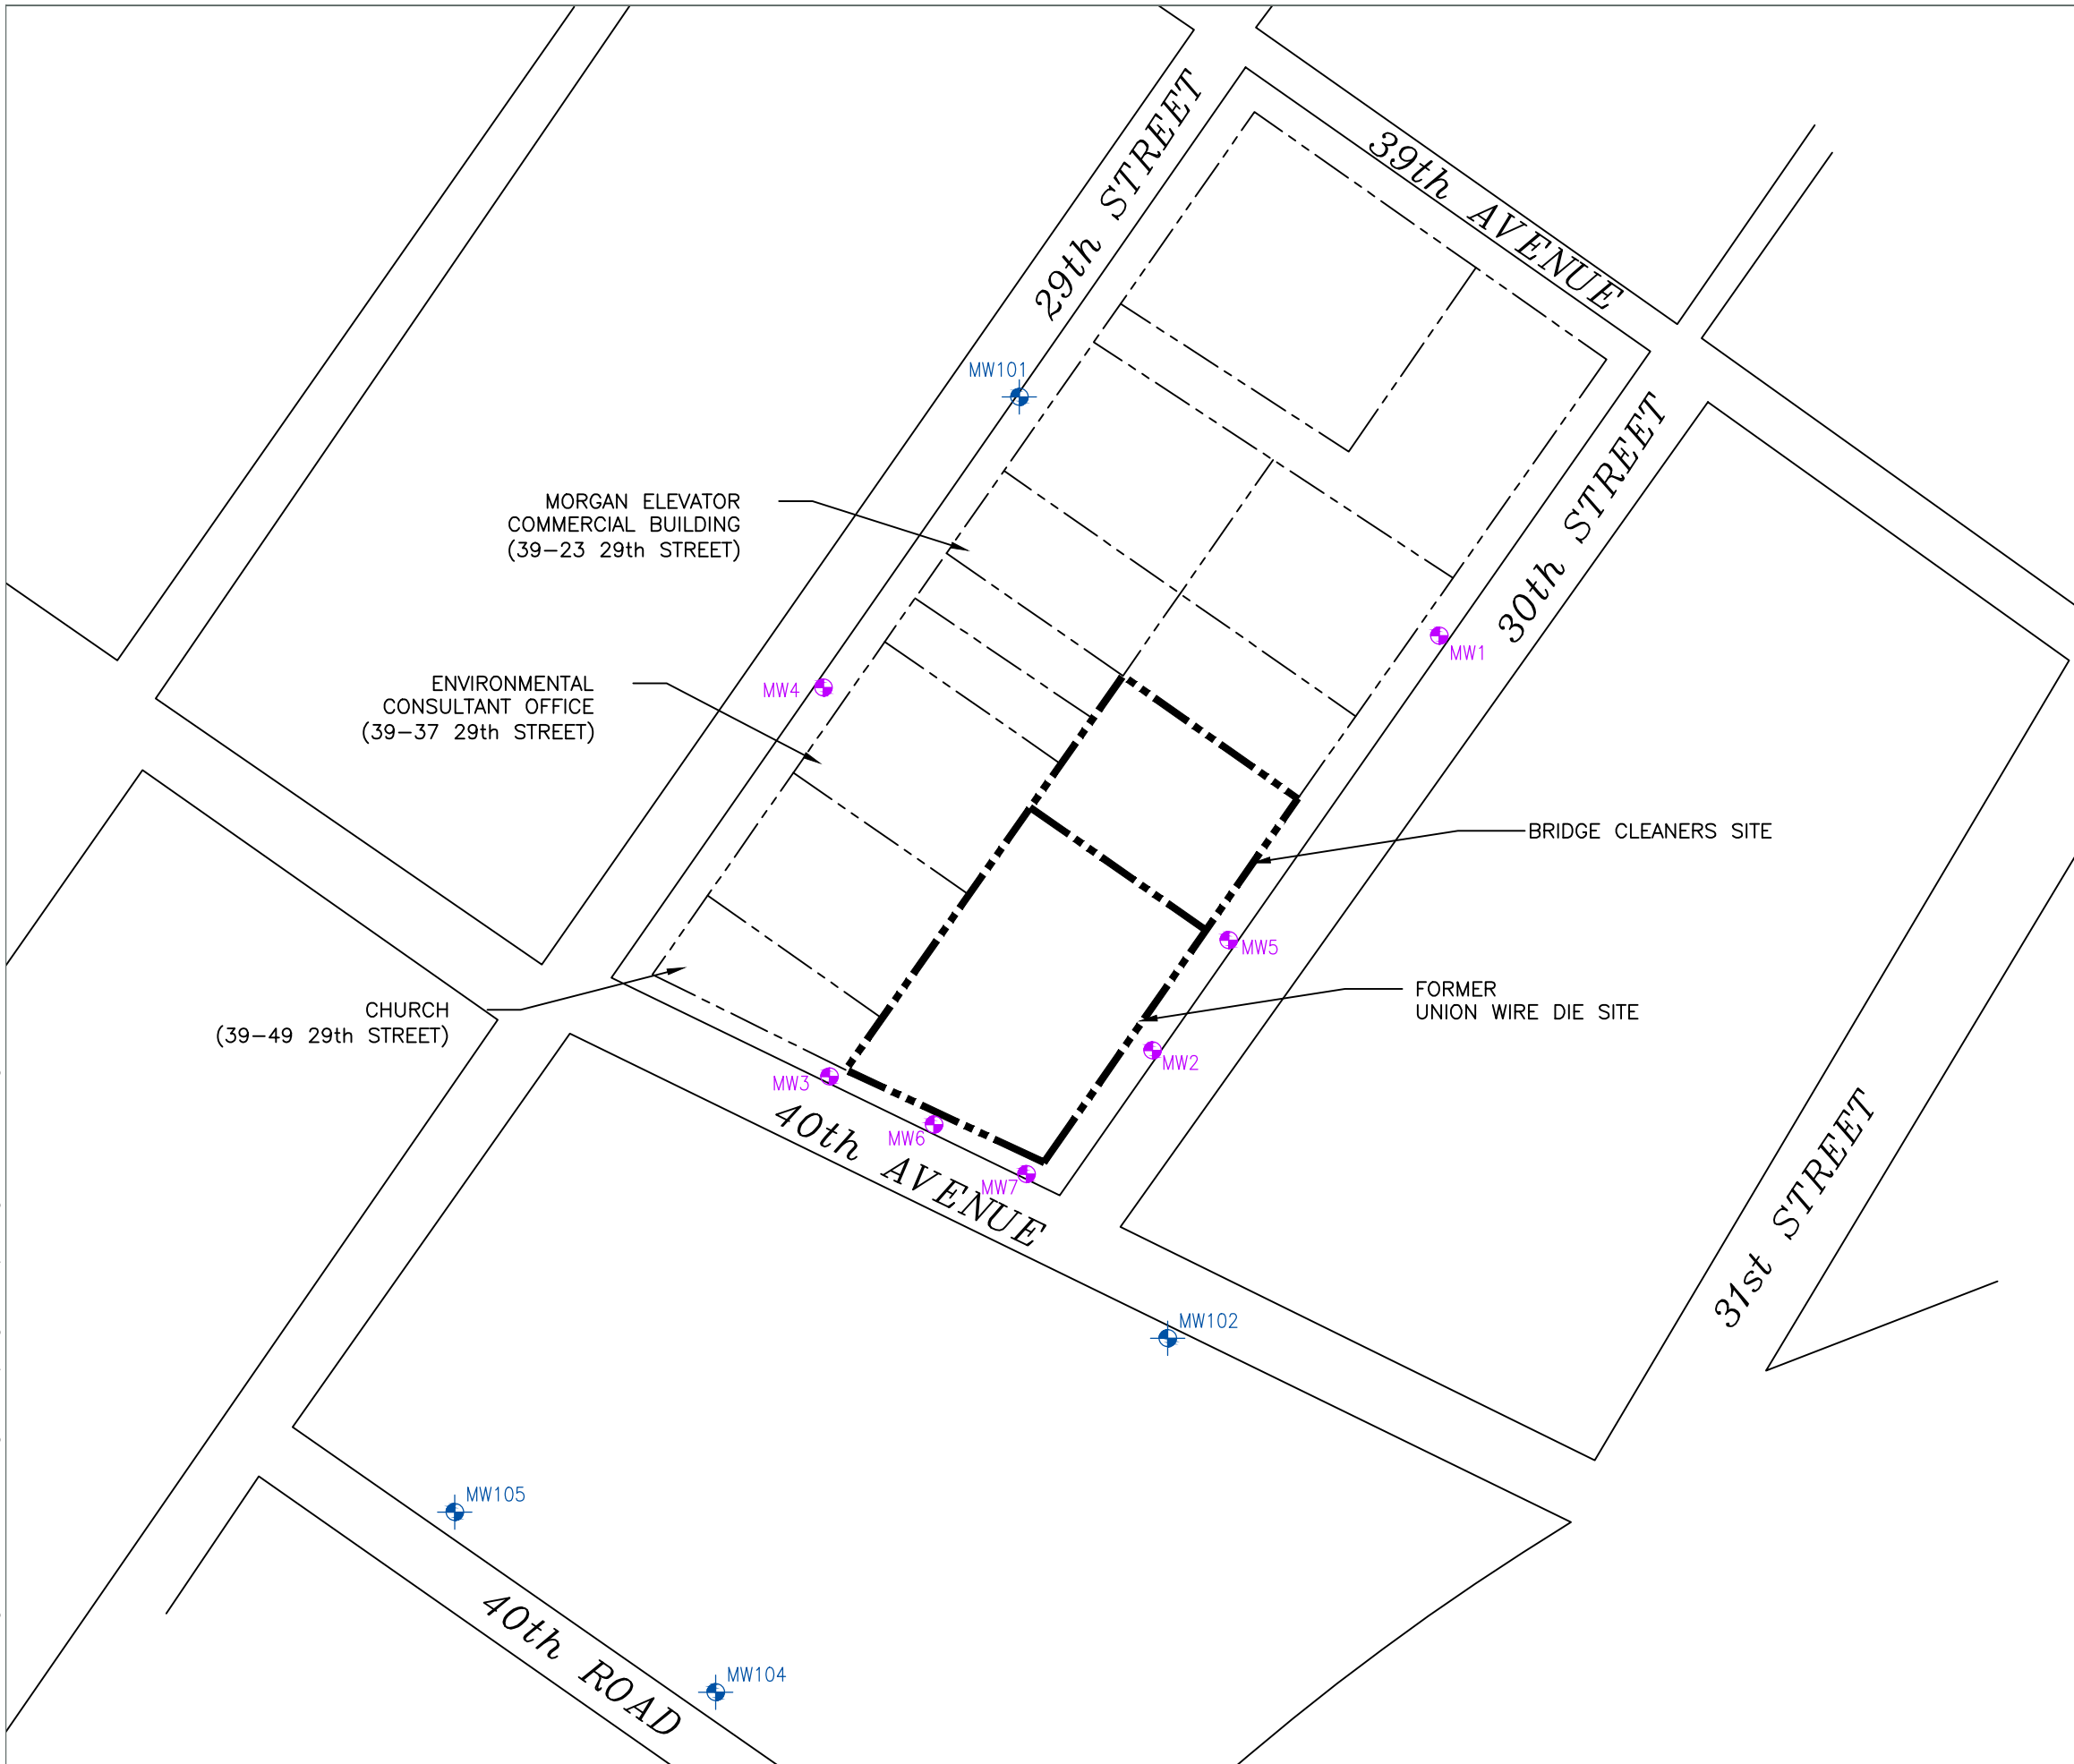 29th STREET
39th AVENUE
MW101
30th STREET
MORGAN ELEVATOR
COMMERCIAL BUILDING
(39-23 29th STREET)
MW1
ENVIRONMENTAL
CONSULTANT OFFICE
(39-37 29th STREET)
MW4
BRIDGE CLEANERS SITE
MW5
FORMER
UNION WIRE DIE SITE
CHURCH
(39-49 29th STREET)
MW2
MW3
MW6
MW7
40th AVENUE
31st STREET
MW102
MW105
MW104
40th ROAD